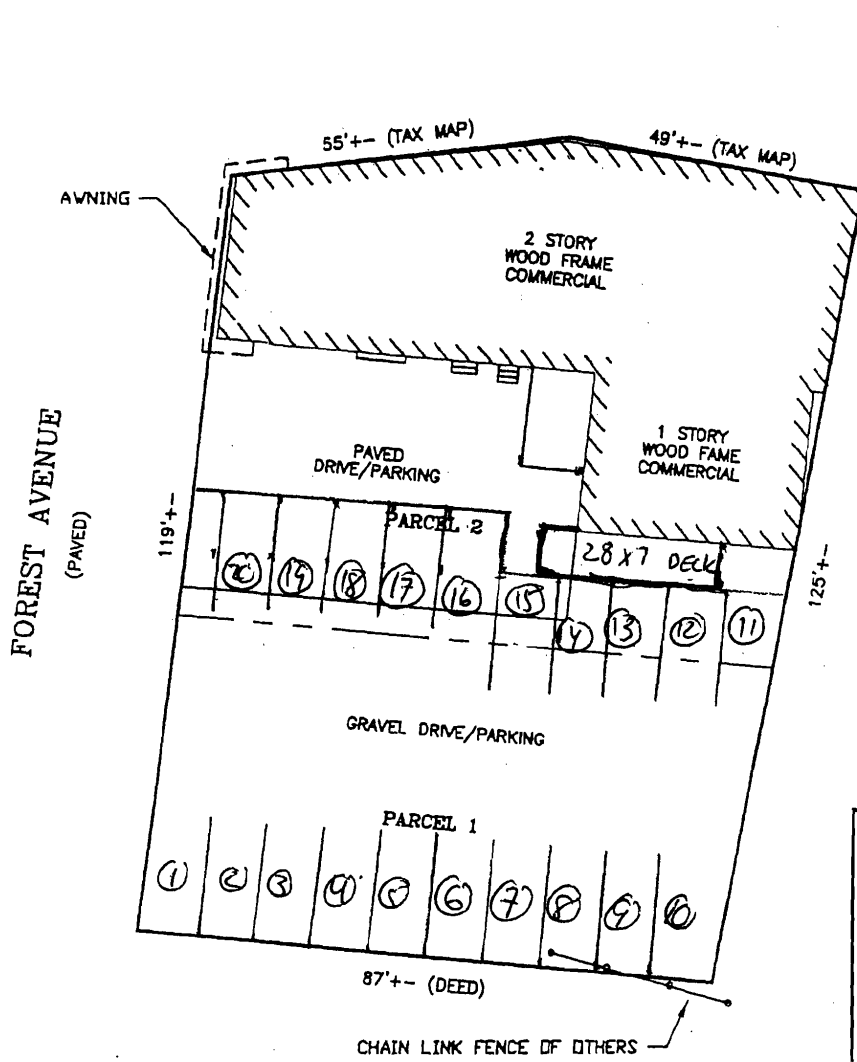 55'+- (TAX MAP)
49'+- (TAX MAP)
AWNING
2 STORY
WOOD FRAME
COMMERCIAL
1 STORY
WOOD FAME
COMMERCIAL
FOREST AVENUE
(PAVED)
PAVED
DRIVE/PARKING
119'+-
PARCEL 2
28 x 7 DECK
125'+-
20 19 18 17 16 15 14 13 12 11
GRAVEL DRIVE/PARKING
PARCEL 1
1 2 3 4 5 6 7 8 9 10
87'+- (DEED)
CHAIN LINK FENCE OF OTHERS